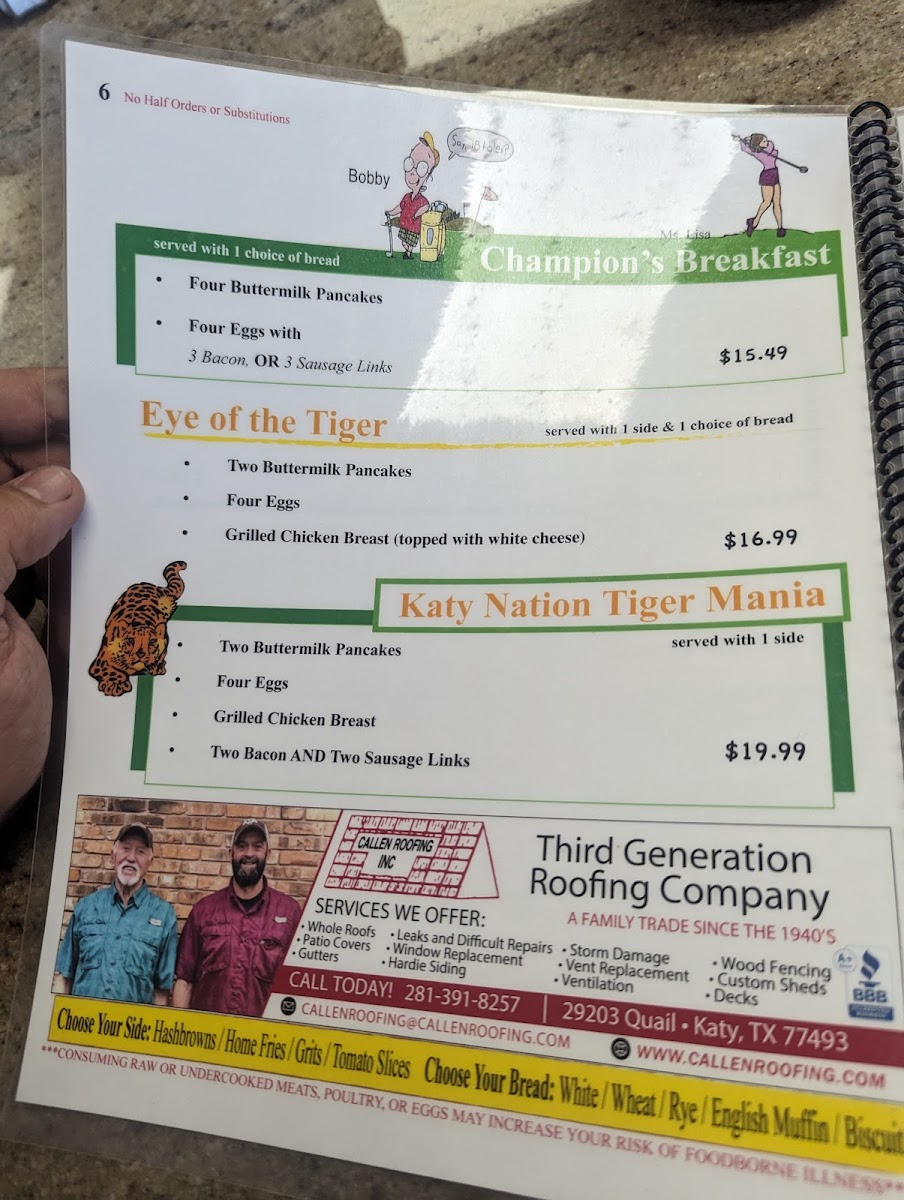 6 No Half Orders or Substitutions
Bobby
Ms. Lisa
served with 1 choice of bread
Champion's Breakfast
• Four Buttermilk Pancakes
• Four Eggs with
3 Bacon, OR 3 Sausage Links
$15.49
Eye of the Tiger
served with 1 side & 1 choice of bread
• Two Buttermilk Pancakes
• Four Eggs
• Grilled Chicken Breast (topped with white cheese)
$16.99
Katy Nation Tiger Mania
served with 1 side
• Two Buttermilk Pancakes
• Four Eggs
• Grilled Chicken Breast
• Two Bacon AND Two Sausage Links
$19.99
CALLEN ROOFING
INC
Third Generation
Roofing Company
A FAMILY TRADE SINCE THE 1940'S
SERVICES WE OFFER:
• Whole Roofs
• Patio Covers
• Gutters
• Leaks and Difficult Repairs
• Window Replacement
• Hardie Siding
• Storm Damage
• Vent Replacement
• Ventilation
• Wood Fencing
• Custom Sheds
• Decks
A+
BBB
CALL TODAY! 281-391-8257 | 29203 Quail • Katy, TX 77493
CALLENROOFING@CALLENROOFING.COM
WWW.CALLENROOFING.COM
Choose Your Side: Hashbrowns / Home Fries / Grits / Tomato Slices Choose Your Bread: White / Wheat / Rye / English Muffin / Biscuit
***CONSUMING RAW OR UNDERCOOKED MEATS, POULTRY, OR EGGS MAY INCREASE YOUR RISK OF FOODBORNE ILLNESS**